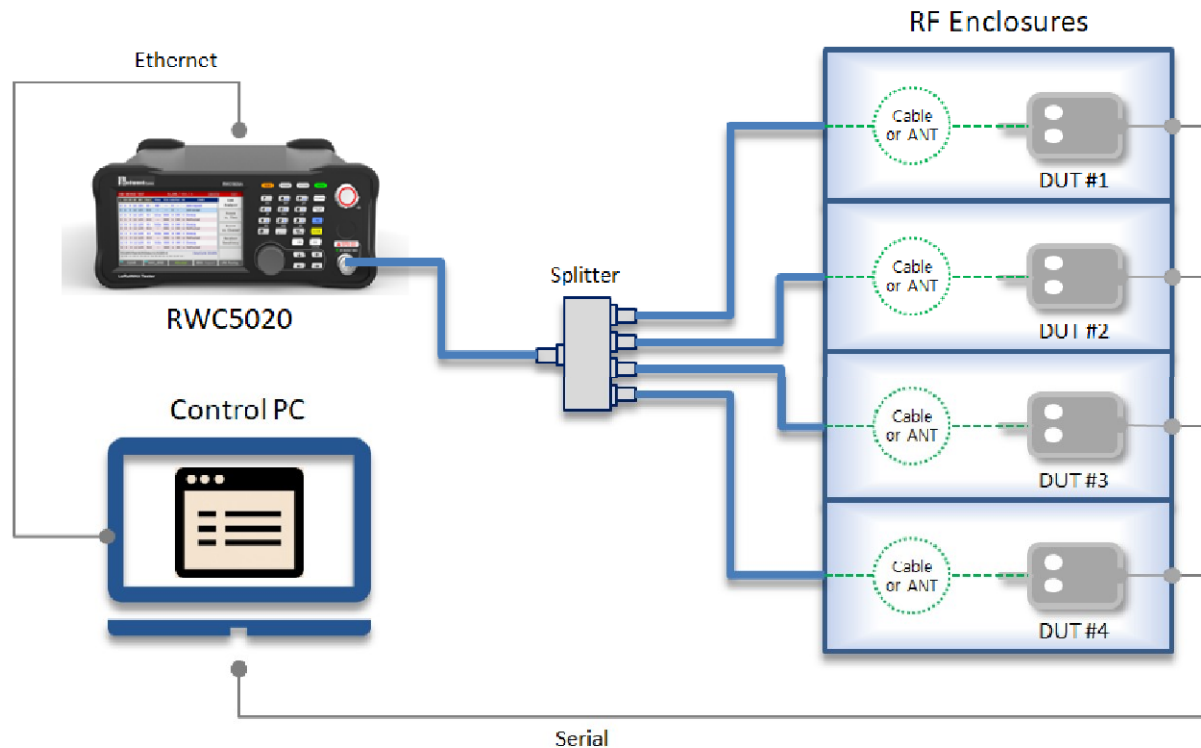 RF Enclosures
Ethernet
Cable
or ANT
DUT #1
RWC5020
Splitter
Cable
or ANT
DUT #2
Control PC
Cable
or ANT
DUT #3
Cable
or ANT
DUT #4
Serial